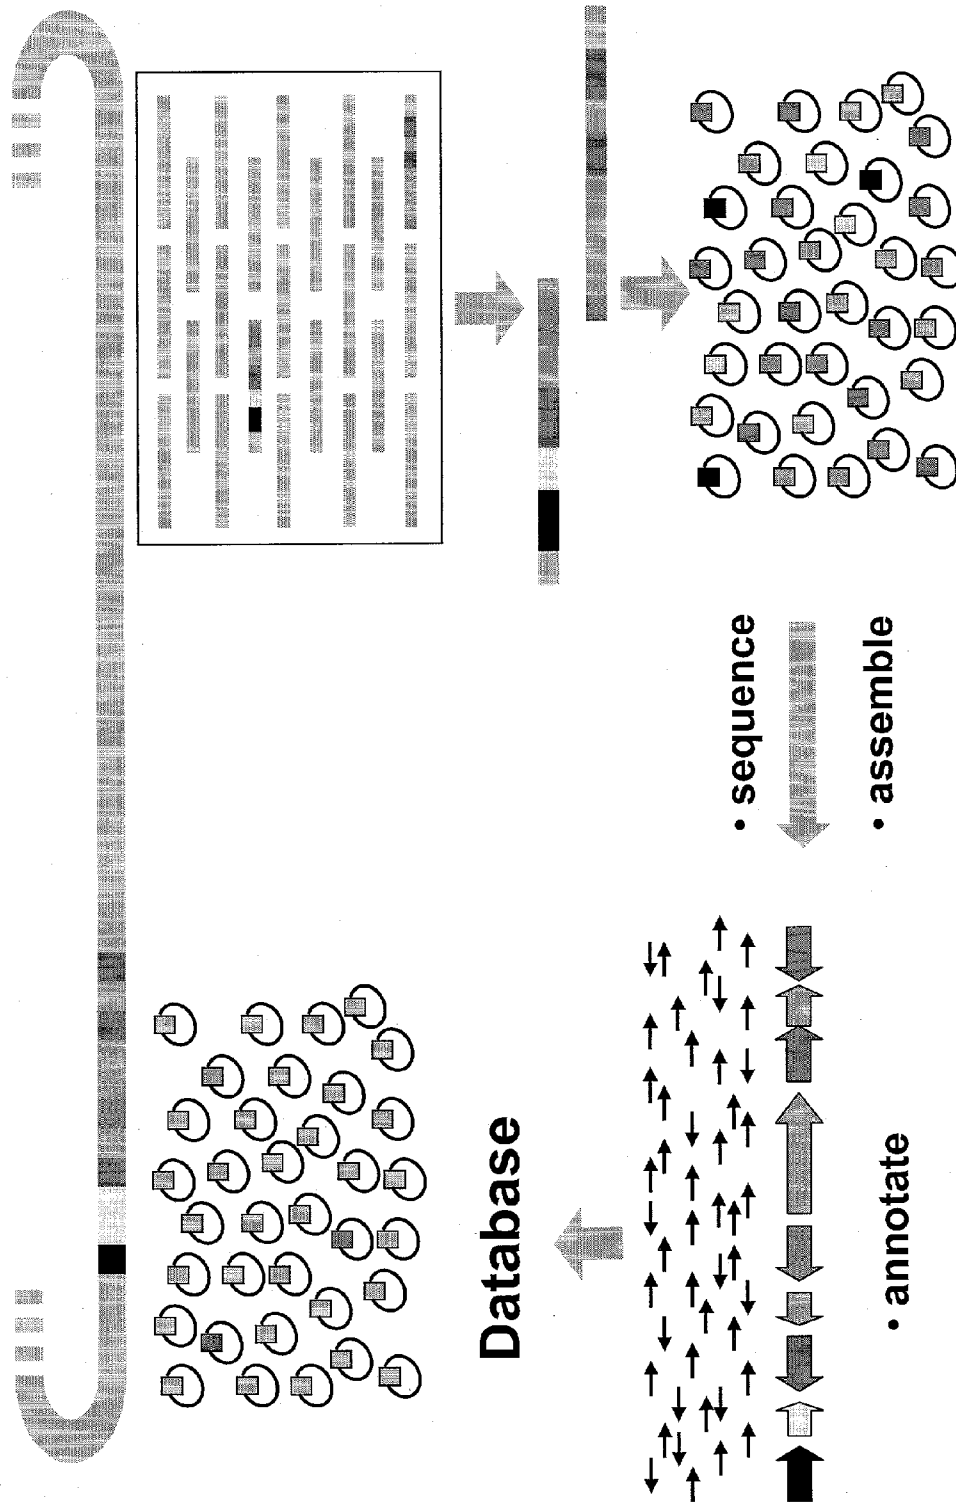 • sequence
• assemble
• annotate
Database